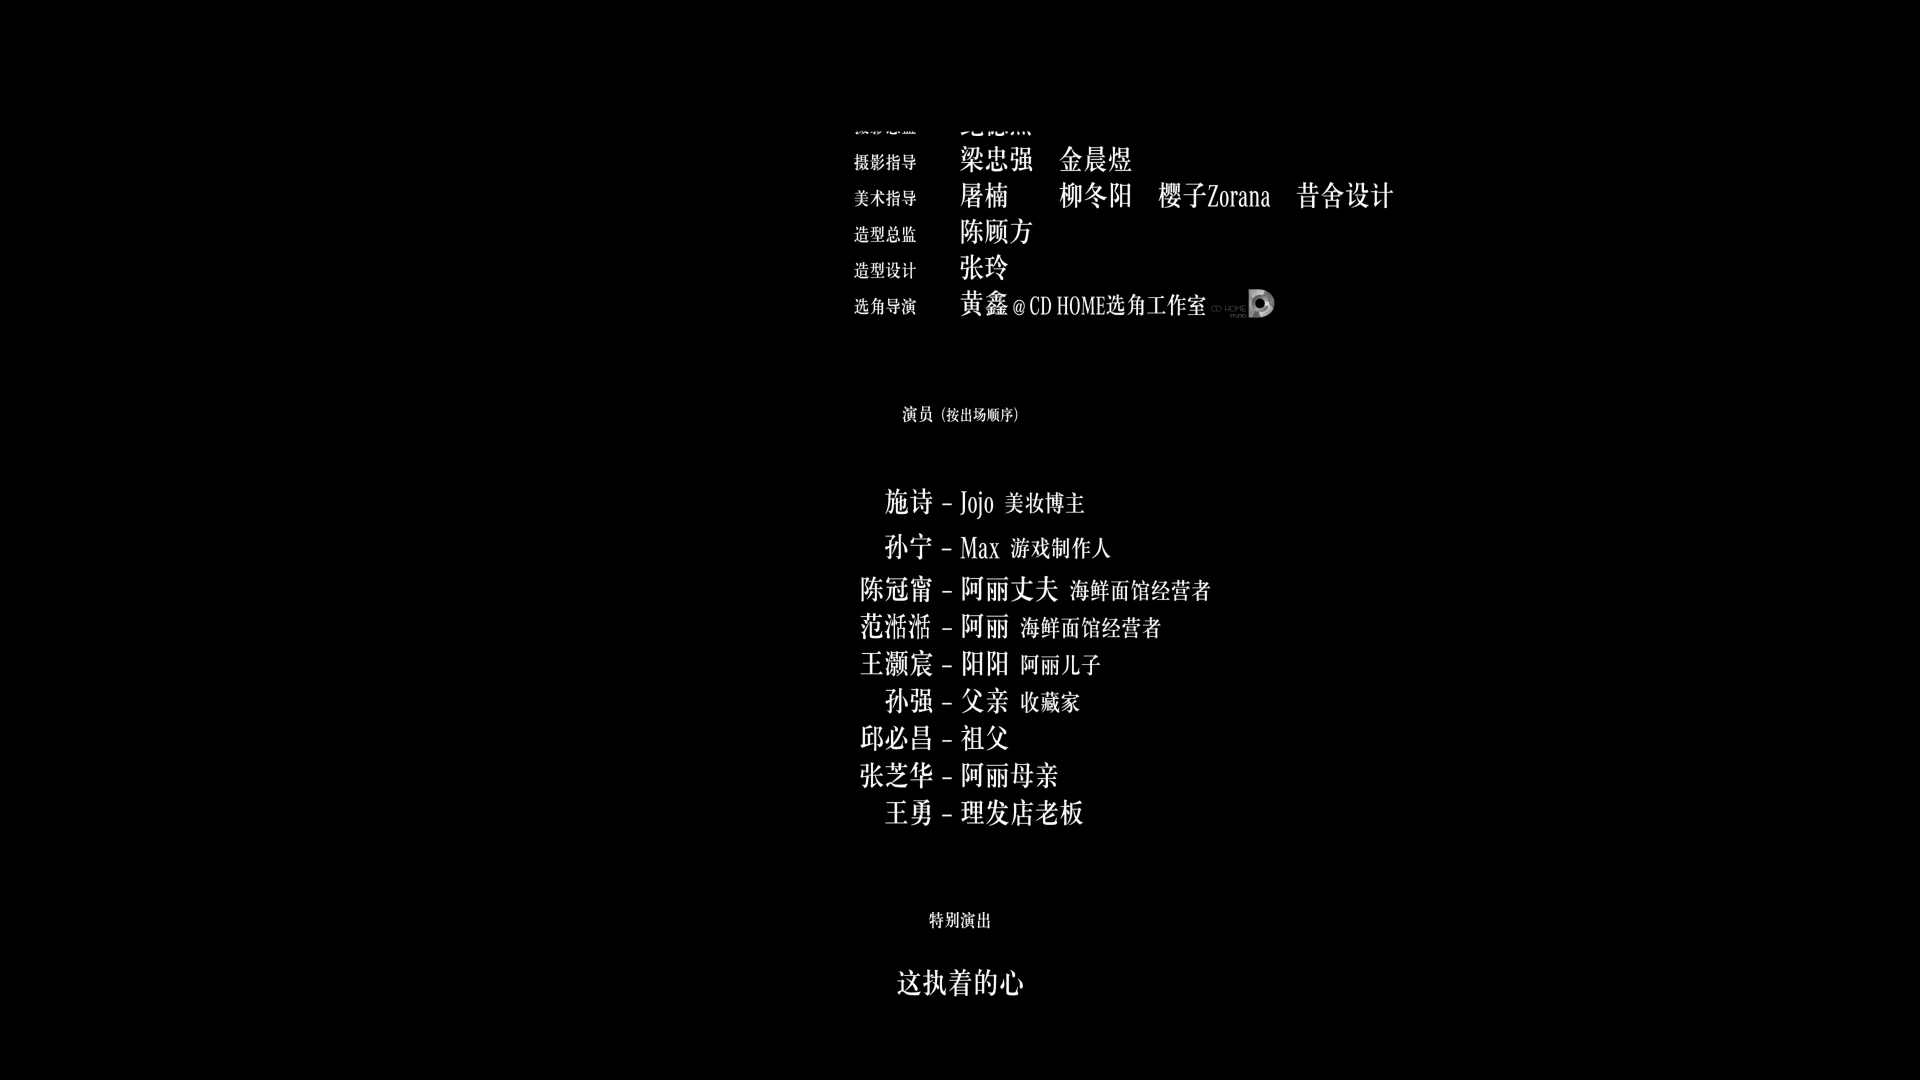 摄影指导 梁忠强 金晨煜
美术指导 屠楠 柳冬阳 樱子Zorana 昔舍设计
造型总监 陈顾方
造型设计 张玲
选角导演 黄鑫 @ CD HOME选角工作室 CD HOME STUDIO
演员（按出场顺序）
施诗 – Jojo 美妆博主
孙宁 – Max 游戏制作人
陈冠甯 – 阿丽丈夫 海鲜面馆经营者
范湉湉 – 阿丽 海鲜面馆经营者
王灏宸 – 阳阳 阿丽儿子
孙强 – 父亲 收藏家
邱必昌 – 祖父
张芝华 – 阿丽母亲
王勇 – 理发店老板
特别演出
这执着的心